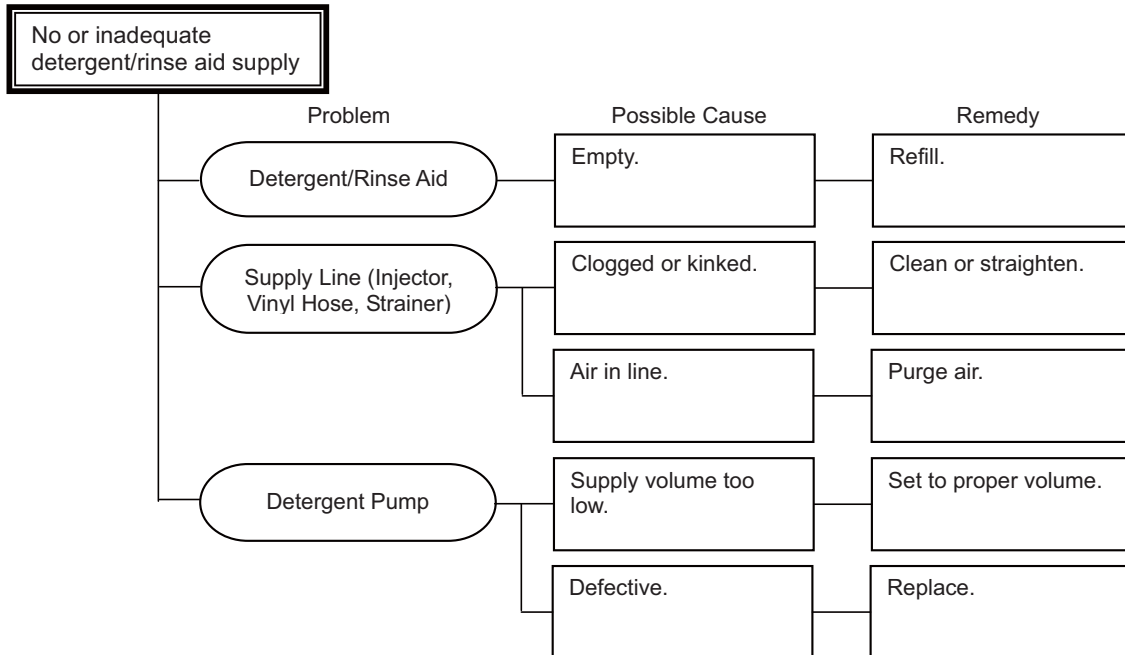 No or inadequate
detergent/rinse aid supply
Problem
Possible Cause
Remedy
Detergent/Rinse Aid
Empty.
Refill.
Supply Line (Injector,
Vinyl Hose, Strainer)
Clogged or kinked.
Clean or straighten.
Air in line.
Purge air.
Detergent Pump
Supply volume too
low.
Set to proper volume.
Defective.
Replace.